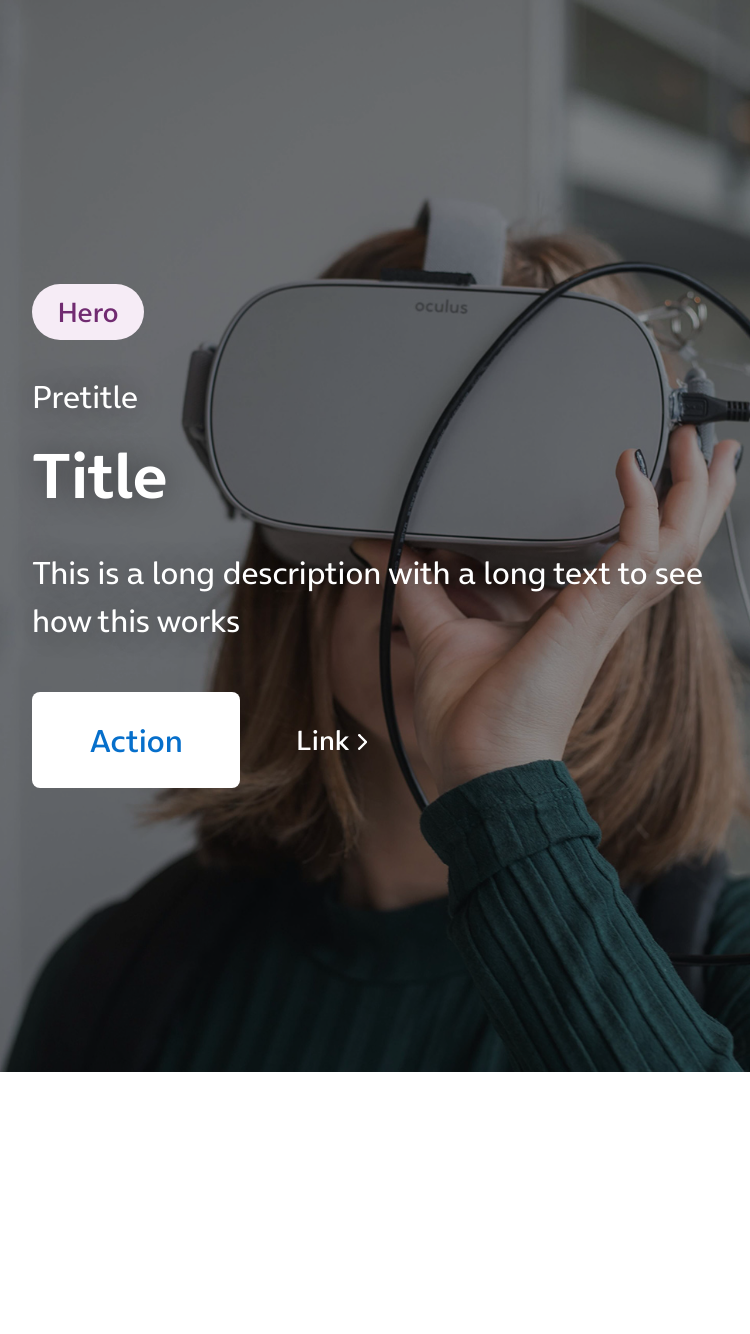 oculus
Hero
Pretitle
Title
This is a long description with a long text to see
how this works
Action
Link